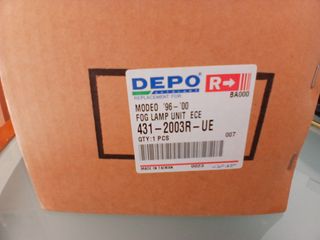 DEPO
R
REPLACEMENT FOR
BA000
MODEO '96-'00
FOG LAMP UNIT ECE
431-2003R-UE
QTY:1 PCS
007
MADE IN TAIWAN
0023